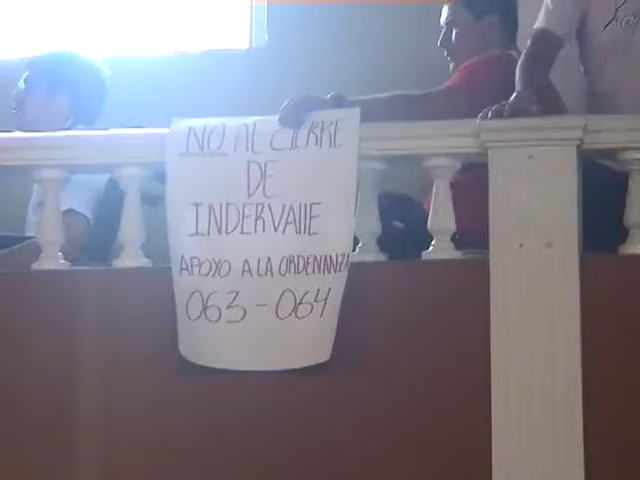 NO AL CIERRE
DE
INDERVAllE
APOYO A LA ORDENANZA
063-064